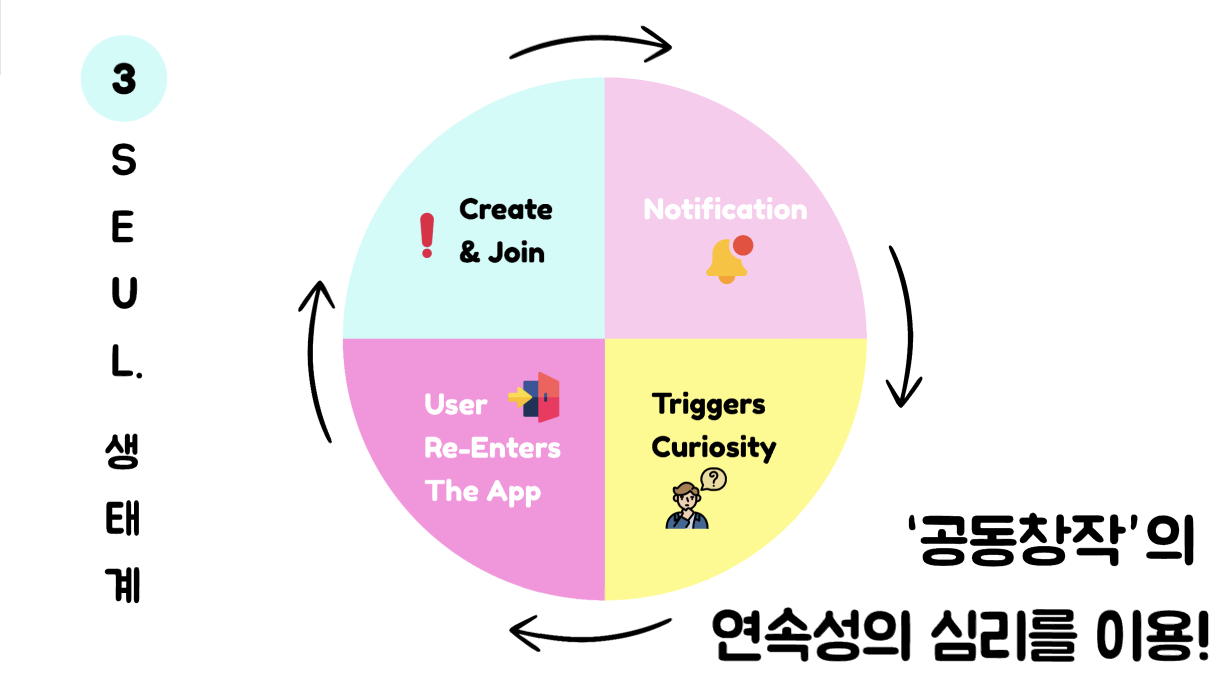 3
S
E
U
L.
생
태
계
Create
& Join
Notification
User
Re-Enters
The App
Triggers
Curiosity
?
'공동창작'의
연속성의 심리를 이용!